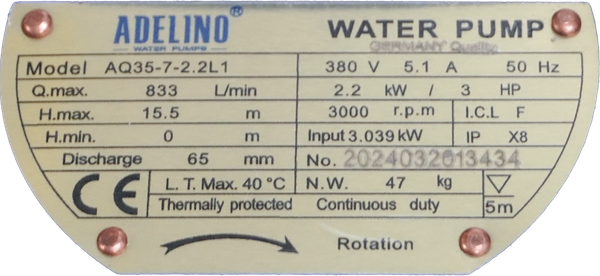 ADELINO®
WATER PUMPS
WATER PUMP
GERMANY Quality
Model AQ35-7-2.2L1 380 V 5.1 A 50 Hz
Q.max. 833 L/min 2.2 kW / 3 HP
H.max. 15.5 m 3000 r.p.m I.C.L F
H.min. 0 m Input 3.039 kW IP X8
Discharge 65 mm No. 2024032613434
CE L. T. Max. 40 °C N.W. 47 kg
Thermally protected Continuous duty 5m
Rotation